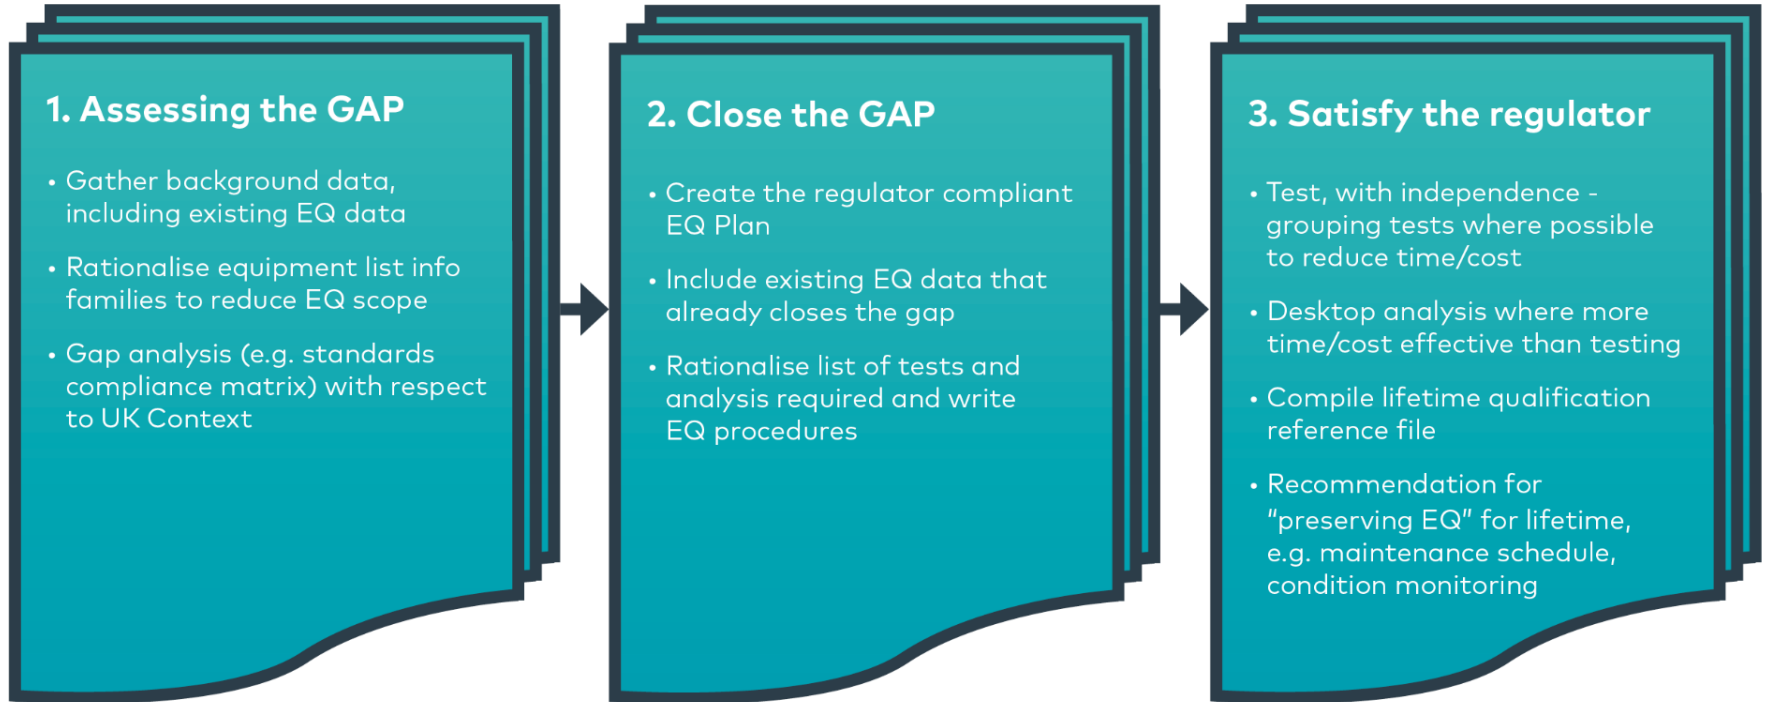 1. Assessing the GAP
• Gather background data,
including existing EQ data
• Rationalise equipment list info
families to reduce EQ scope
• Gap analysis (e.g. standards
compliance matrix) with respect
to UK Context
2. Close the GAP
• Create the regulator compliant
EQ Plan
• Include existing EQ data that
already closes the gap
• Rationalise list of tests and
analysis required and write
EQ procedures
3. Satisfy the regulator
• Test, with independence -
grouping tests where possible
to reduce time/cost
• Desktop analysis where more
time/cost effective than testing
• Compile lifetime qualification
reference file
• Recommendation for
“preserving EQ” for lifetime,
e.g. maintenance schedule,
condition monitoring